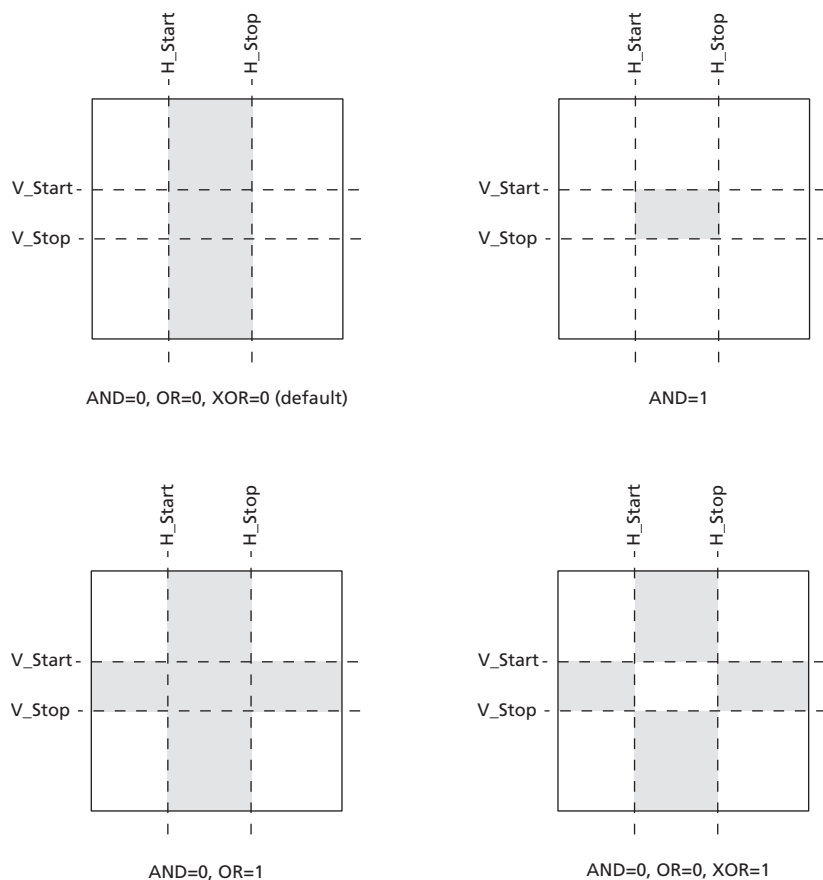 H_Start
H_Stop
V_Start
V_Stop
AND=0, OR=0, XOR=0 (default)
H_Start
H_Stop
V_Start
V_Stop
AND=1
H_Start
H_Stop
V_Start
V_Stop
AND=0, OR=1
H_Start
H_Stop
V_Start
V_Stop
AND=0, OR=0, XOR=1